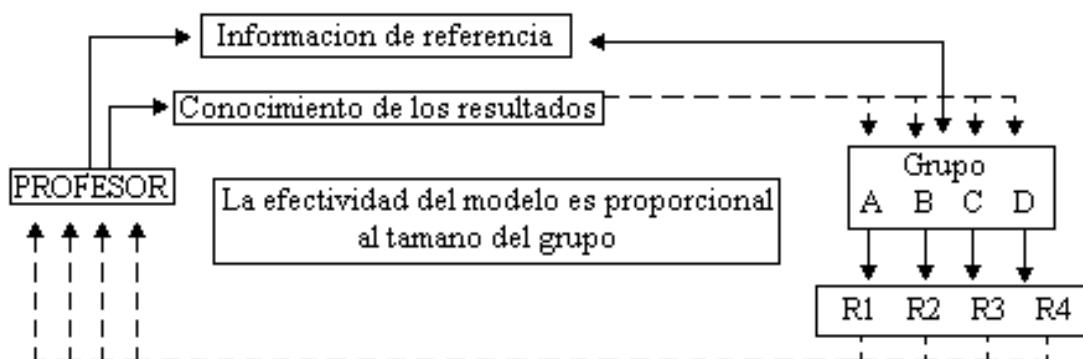 Informacion de referencia
Conocimiento de los resultados
PROFESOR
La efectividad del modelo es proporcional
al tamano del grupo
Grupo
A B C D
R1 R2 R3 R4